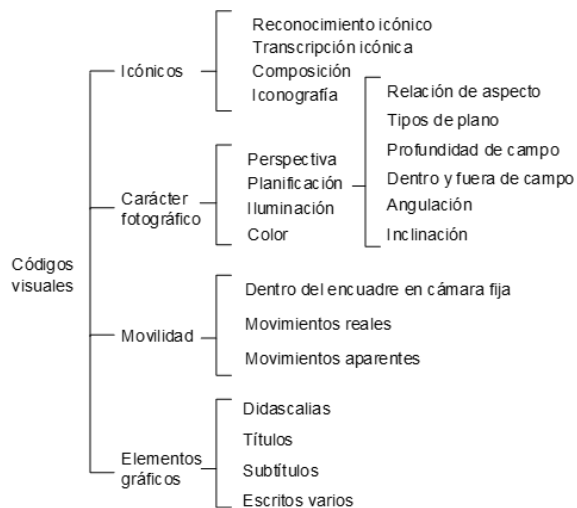 Códigos
visuales
Icónicos
Reconocimiento icónico
Transcripción icónica
Composición
Iconografía
Carácter
fotográfico
Perspectiva
Planificación
Iluminación
Color
Relación de aspecto
Tipos de plano
Profundidad de campo
Dentro y fuera de campo
Angulación
Inclinación
Movilidad
Dentro del encuadre en cámara fija
Movimientos reales
Movimientos aparentes
Elementos
gráficos
Didascalias
Títulos
Subtítulos
Escritos varios